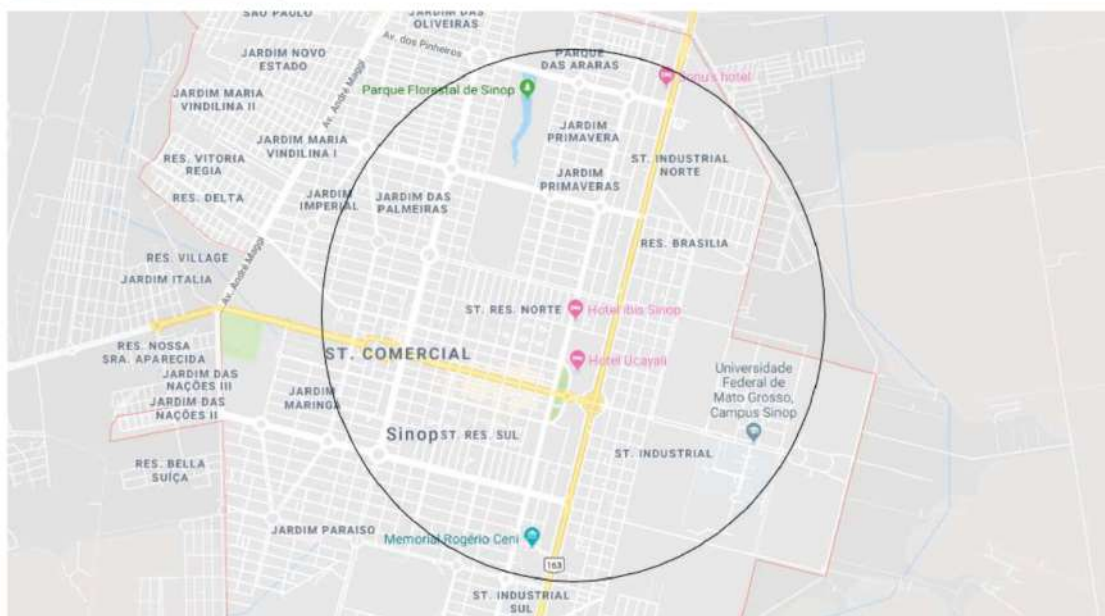 SÃO PAULO
JARDIM DAS
OLIVEIRAS
Av. dos Pinheiros
JARDIM NOVO
ESTADO
PARQUE
DAS ARARAS
Jonu's hotel
Parque Florestal de Sinop
JARDIM MARIA
VINDILINA II
Av. André Maggi
JARDIM MARIA
VINDILINA I
JARDIM
PRIMAVERA
RES. VITORIA
REGIA
ST. INDUSTRIAL
NORTE
JARDIM
PRIMAVERAS
RES. DELTA
JARDIM
IMPERIAL
JARDIM DAS
PALMEIRAS
RES. BRASILIA
RES. VILLAGE
JARDIM ITALIA
Av. André Maggi
ST. RES. NORTE
Hotel ibis Sinop
RES. NOSSA
SRA. APARECIDA
ST. COMERCIAL
Hotel Ucayali
JARDIM DAS
NAÇÕES III
JARDIM DAS
NAÇÕES II
JARDIM
MARINGÁ
Universidade
Federal de
Mato Grosso,
Campus Sinop
Sinop
ST. RES. SUL
ST. INDUSTRIAL
RES. BELLA
SUÍÇA
JARDIM PARAISO
Memorial Rogério Ceni
163
ST. INDUSTRIAL
SUL